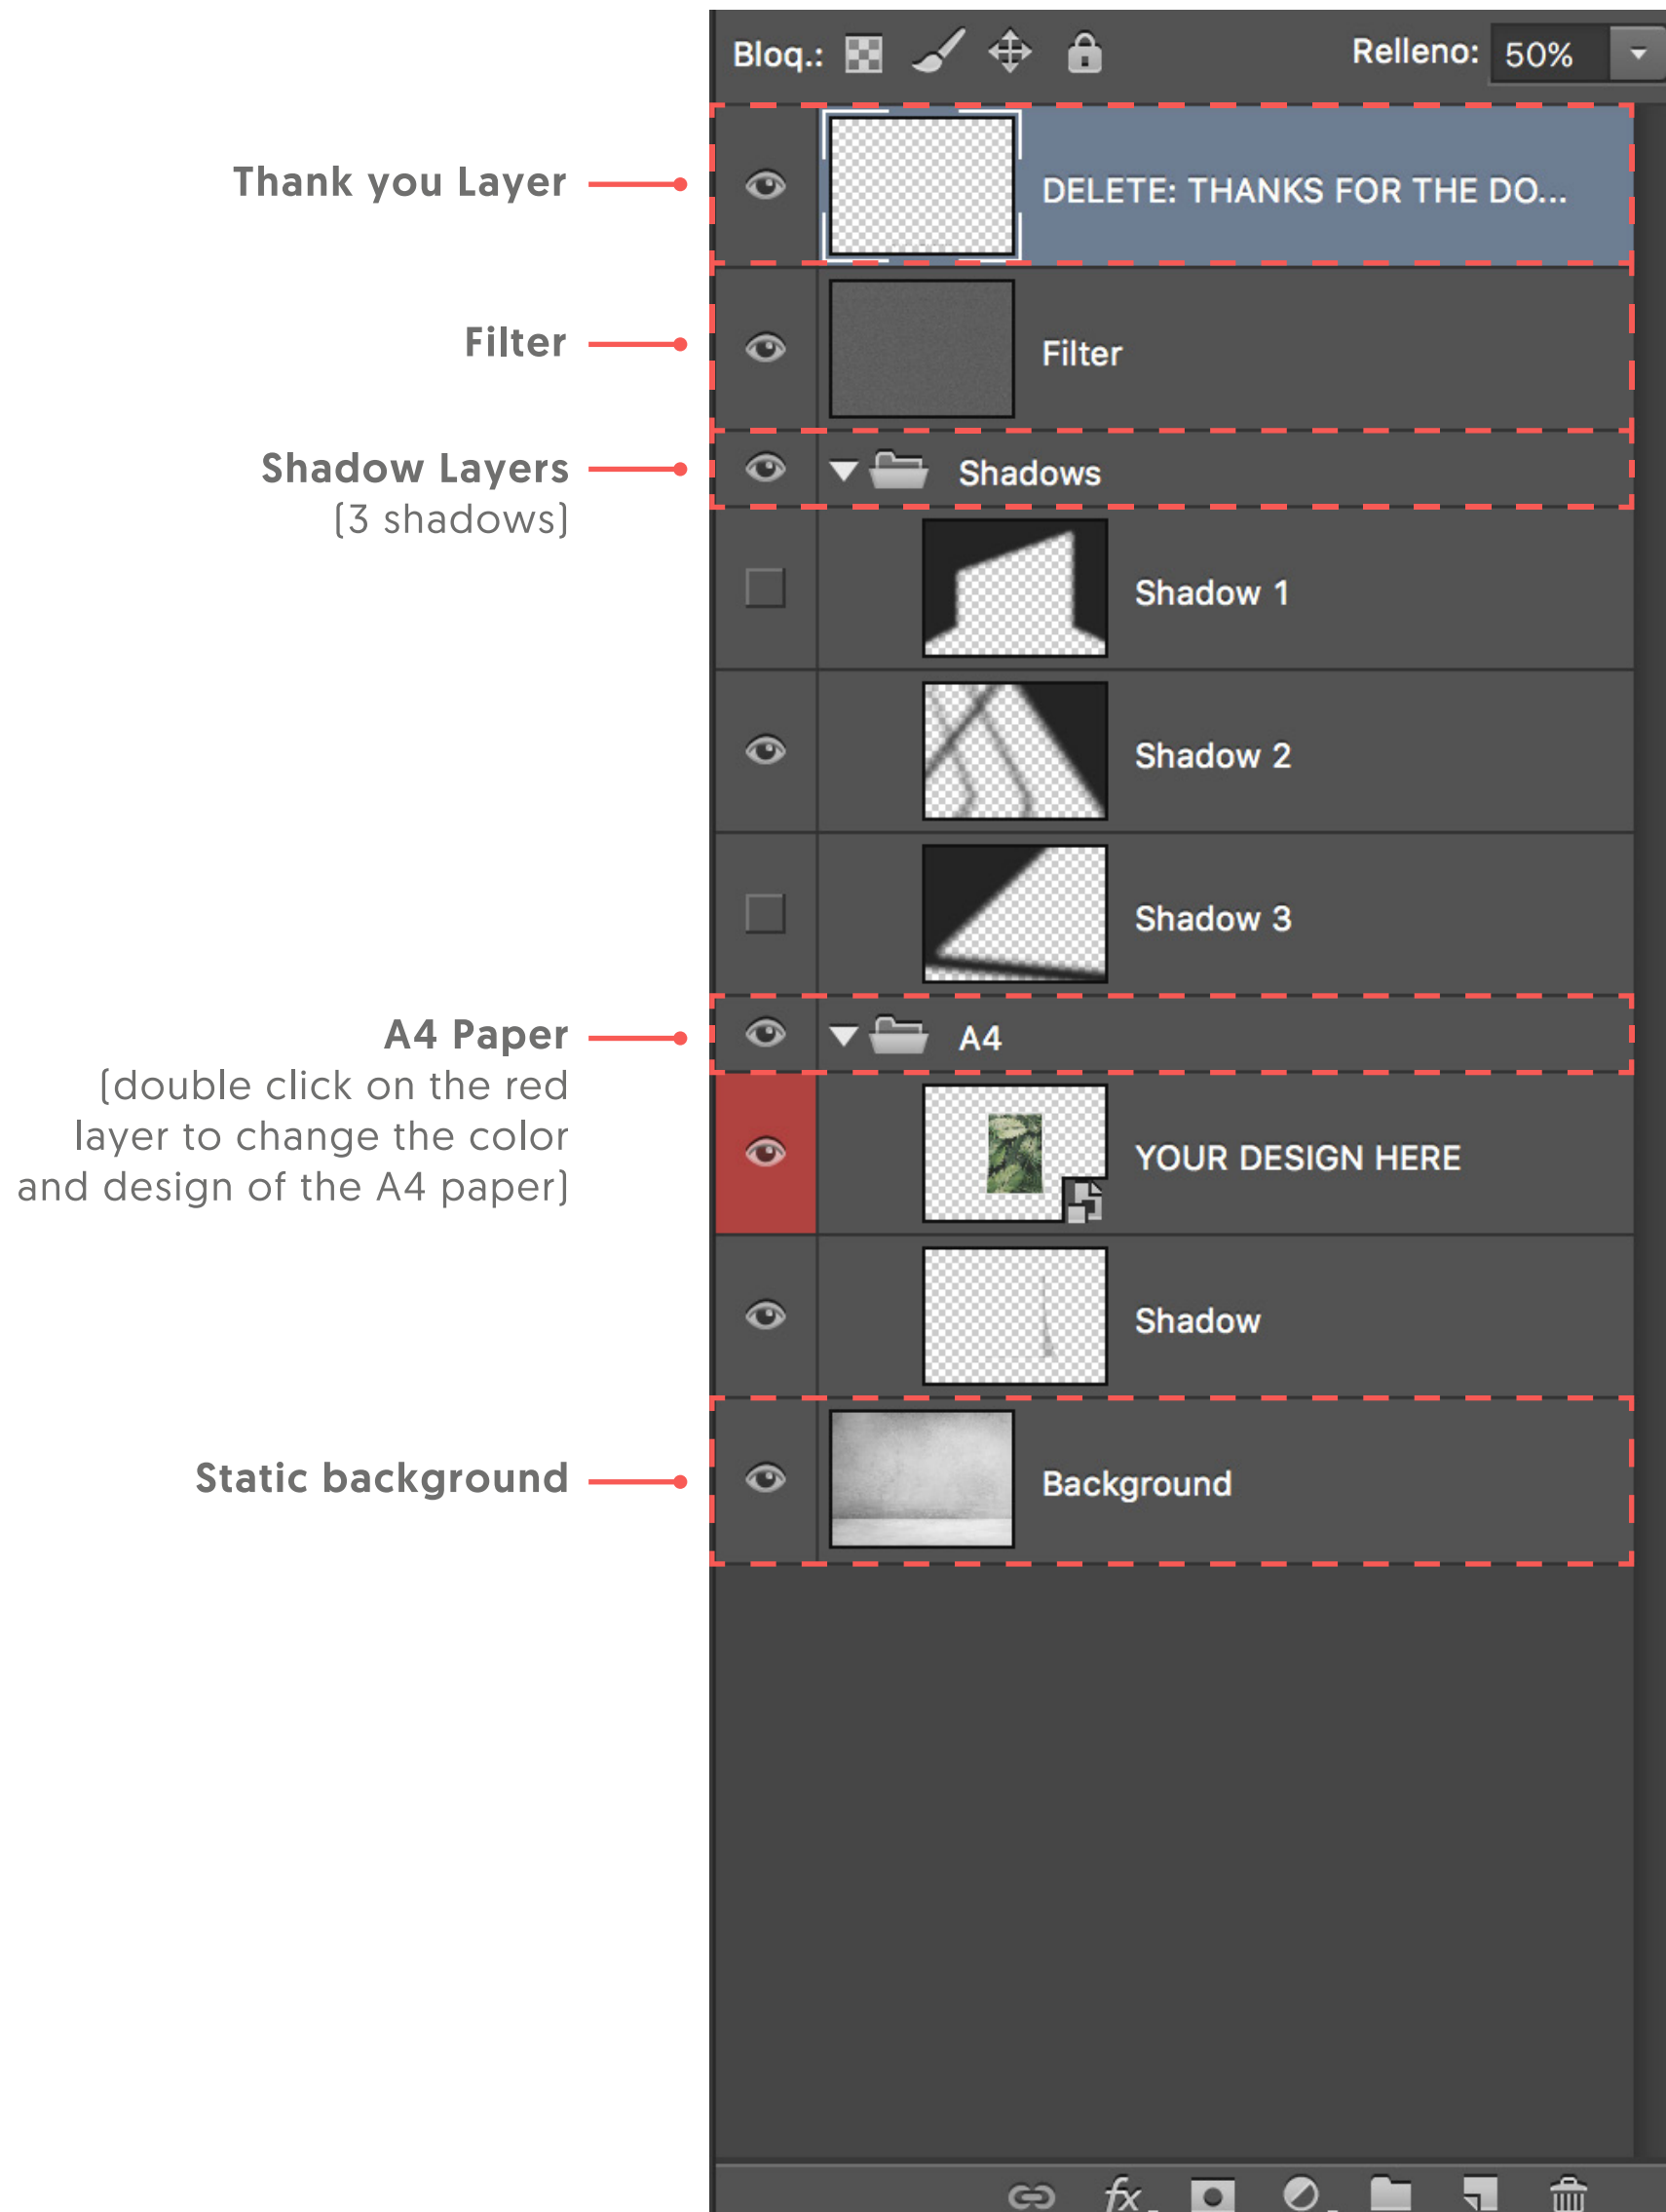 Bloq.: Relleno: 50%
Thank you Layer
DELETE: THANKS FOR THE DO...
Filter
Filter
Shadow Layers
(3 shadows)
Shadows
Shadow 1
Shadow 2
Shadow 3
A4 Paper
(double click on the red
layer to change the color
and design of the A4 paper)
A4
YOUR DESIGN HERE
Shadow
Static background
Background
fx